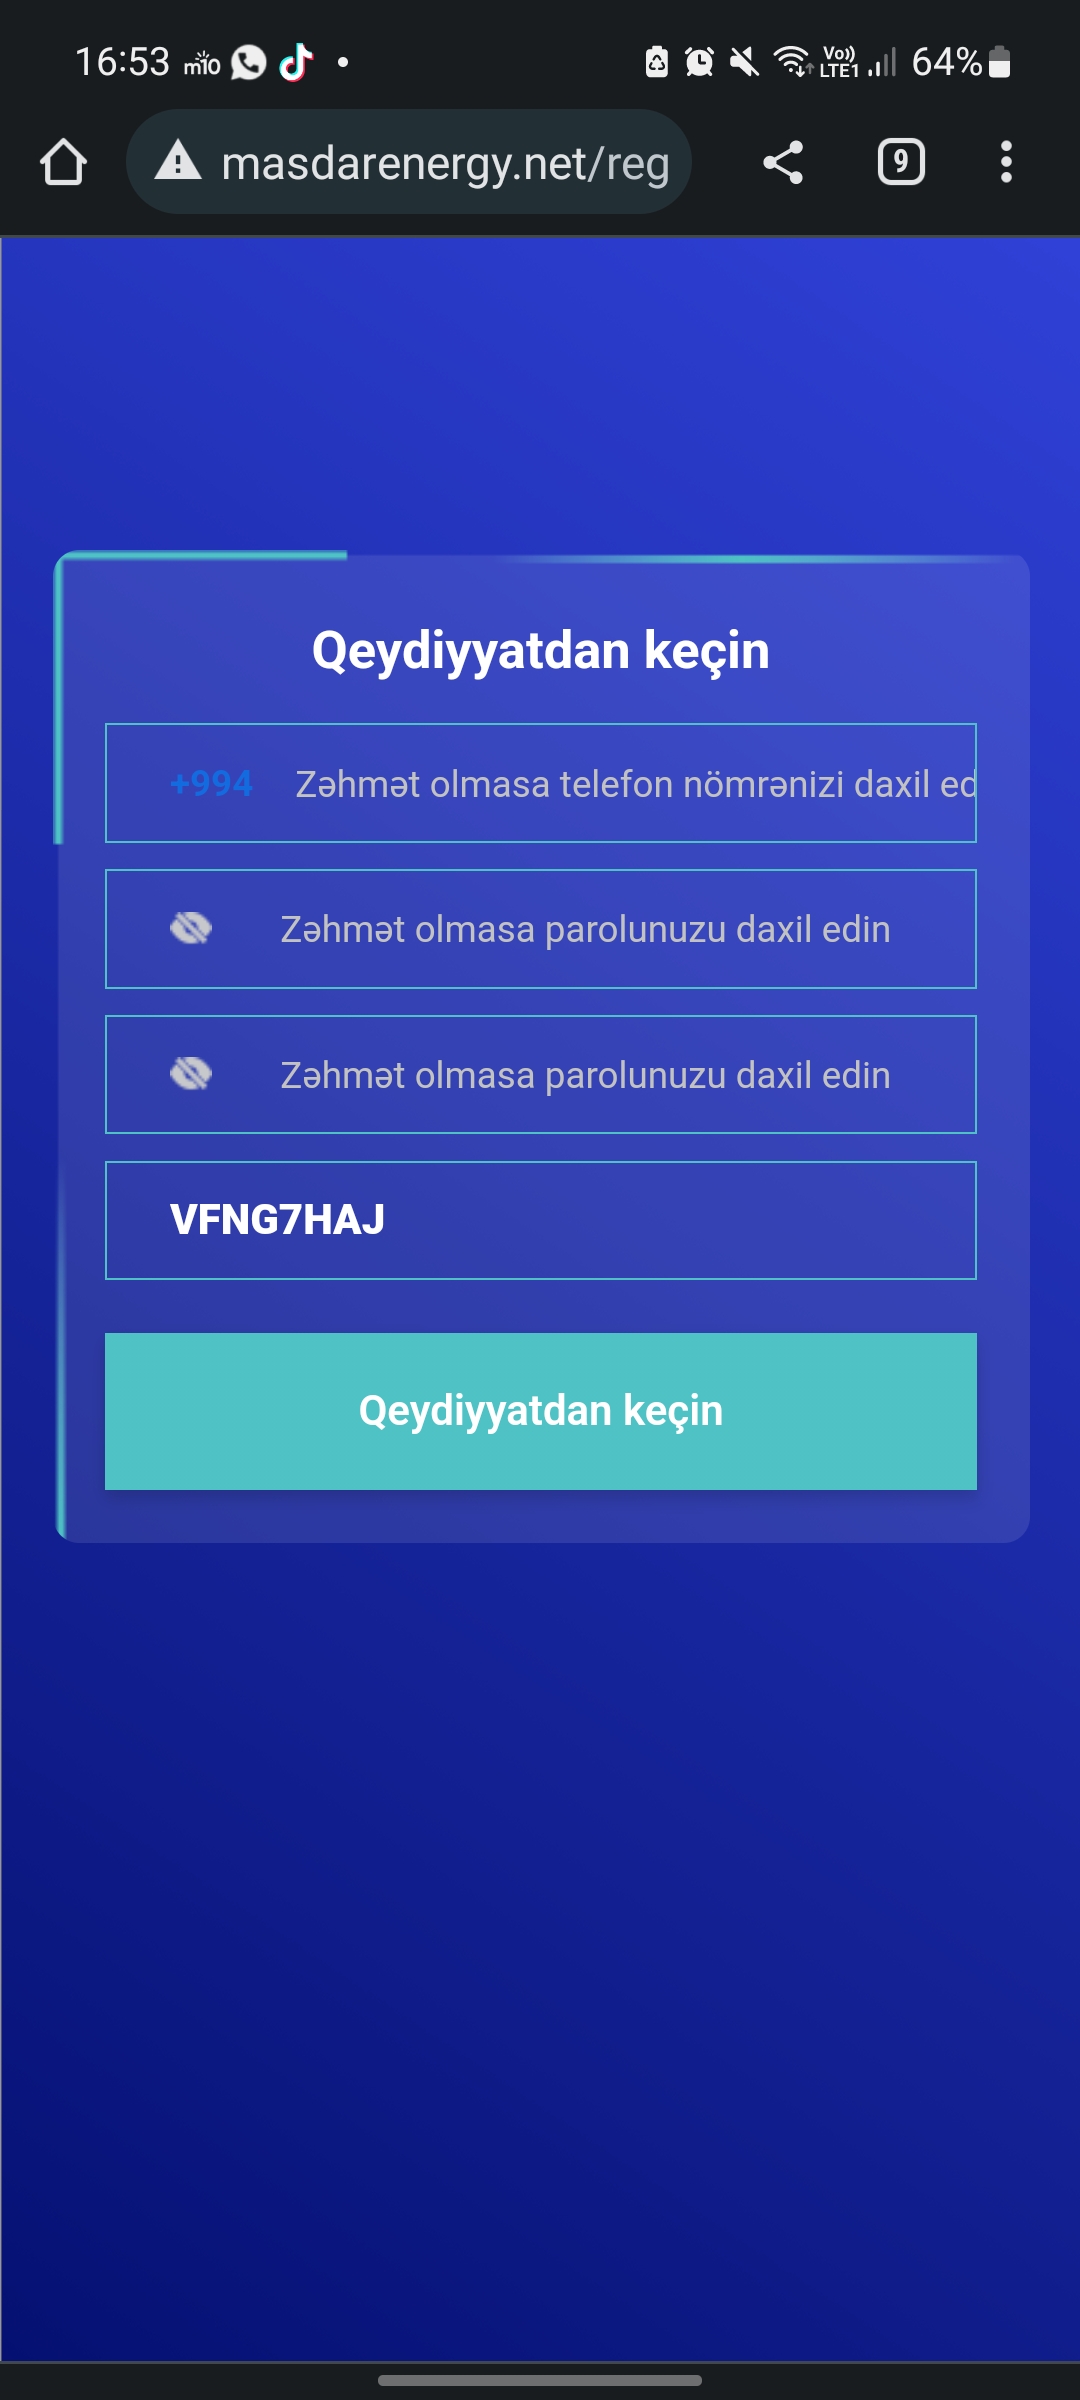 16:53 m10 Vo)) LTE1 64%
masdarenergy.net/reg 9
Qeydiyyatdan keçin
+994 Zəhmət olmasa telefon nömrənizi daxil ed
Zəhmət olmasa parolunuzu daxil edin
Zəhmət olmasa parolunuzu daxil edin
VFNG7HAJ
Qeydiyyatdan keçin